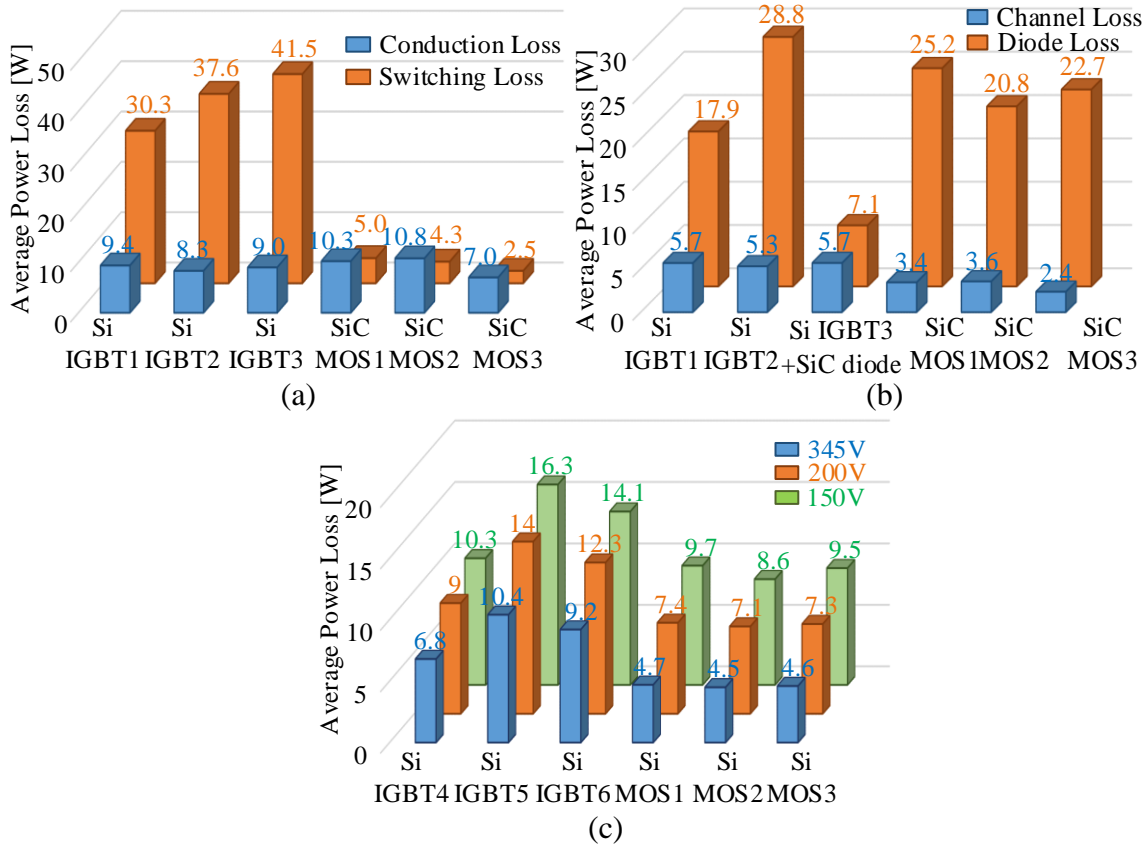 Average Power Loss [W]
50
40
30
20
10
0
Conduction Loss
Switching Loss
30.3
37.6
41.5
5.0
4.3
2.5
9.4
8.3
9.0
10.3
10.8
7.0
Si IGBT1
Si IGBT2
Si IGBT3
SiC MOS1
SiC MOS2
SiC MOS3
(a)
Average Power Loss [W]
30
25
20
15
10
5
0
Channel Loss
Diode Loss
17.9
28.8
7.1
25.2
20.8
22.7
5.7
5.3
5.7
3.4
3.6
2.4
Si IGBT1
Si IGBT2
Si IGBT3
+SiC diode
SiC MOS1
SiC MOS2
SiC MOS3
(b)
Average Power Loss [W]
20
15
10
5
0
345V
200V
150V
10.3
16.3
14.1
9.7
8.6
9.5
9
14
12.3
7.4
7.1
7.3
6.8
10.4
9.2
4.7
4.5
4.6
Si IGBT4
Si IGBT5
Si IGBT6
Si MOS1
Si MOS2
Si MOS3
(c)